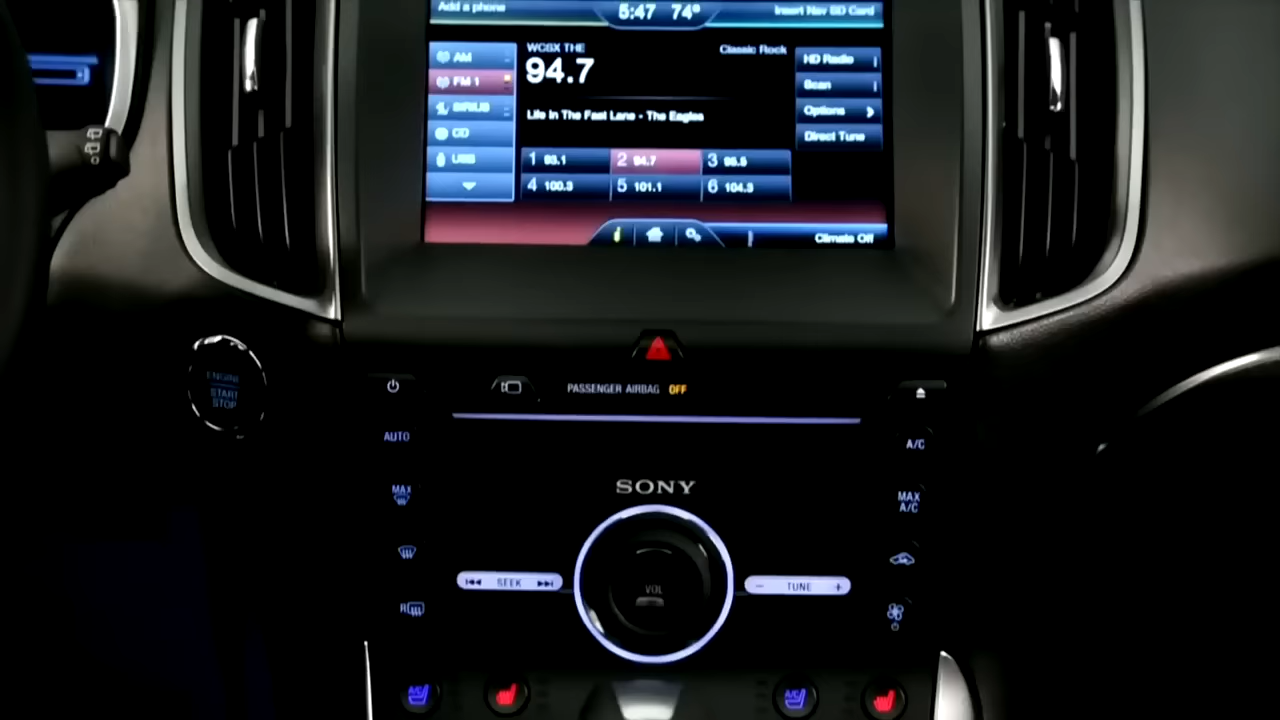 Add a phone 5:47 74° Insert Nav SD Card
AM
FM 1
SIRIUS
CD
USB
WCSX THE
94.7
Classic Rock
Life In The Fast Lane - The Eagles
1 93.1 2 94.7 3 95.5
4 100.3 5 101.1 6 104.3
HD Radio
Scan
Options
Direct Tune
Climate Off
ENGINE
START
STOP
PASSENGER AIRBAG OFF
AUTO
A/C
MAX
MAX
A/C
SONY
SEEK
VOL
TUNE
R
A/C
A/C